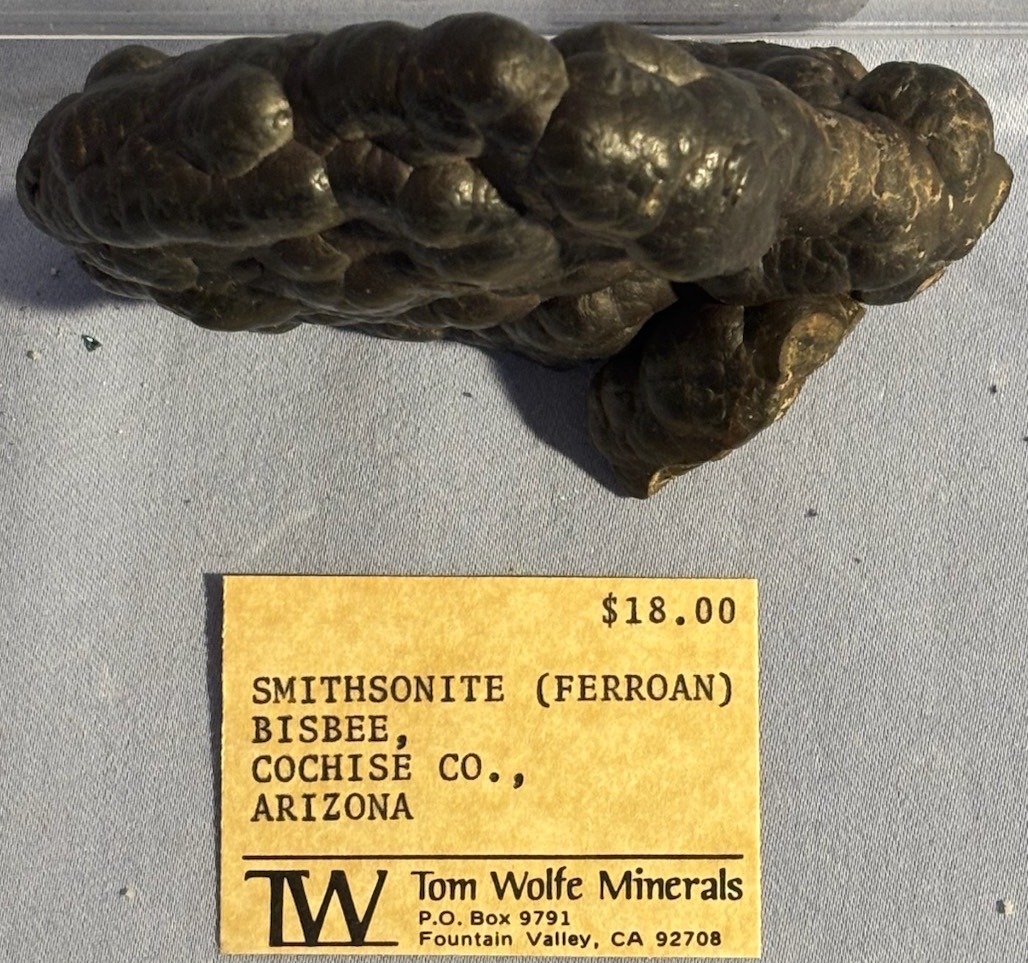 $18.00
SMITHSONITE (FERROAN)
BISBEE,
COCHISE CO.,
ARIZONA
TW
Tom Wolfe Minerals
P.O. Box 9791
Fountain Valley, CA 92708